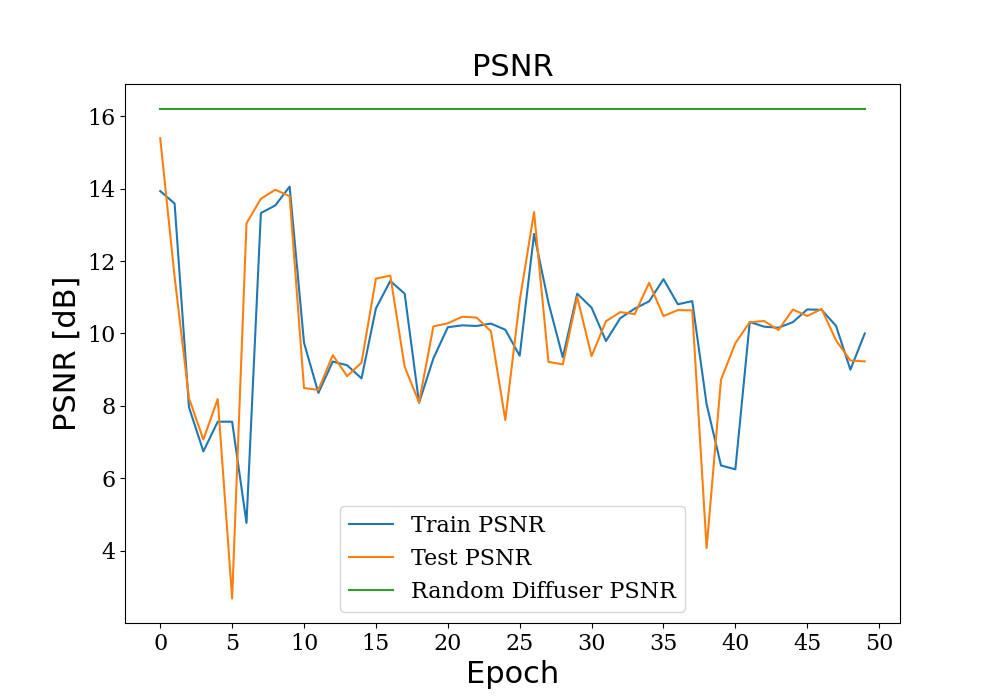 PSNR
PSNR [dB]
16
14
12
10
8
6
4
Train PSNR
Test PSNR
Random Diffuser PSNR
0 5 10 15 20 25 30 35 40 45 50
Epoch